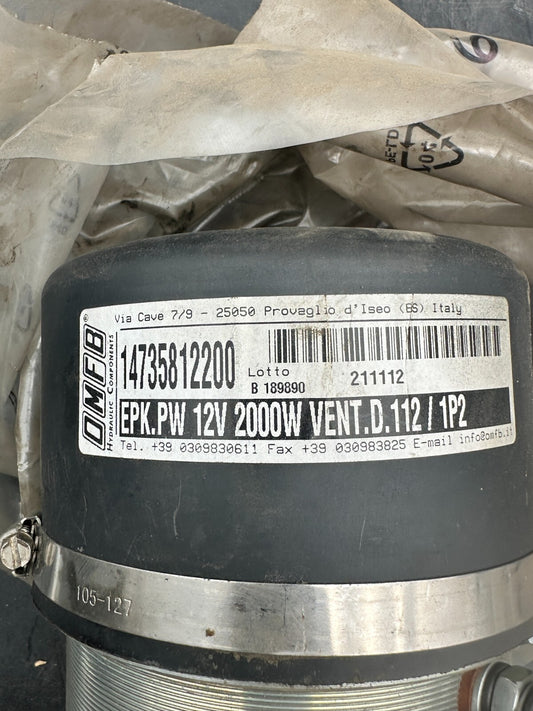 Via Cave 7/9 - 25050 Provaglio d'Iseo (BS) Italy
OMFB®
HYDRAULIC COMPONENTS
14735812200
Lotto
B 189890
211112
EPK.PW 12V 2000W VENT.D.112 / 1P2
Tel. +39 0309830611 Fax +39 030983825 E-mail info@omfb.it
105-127